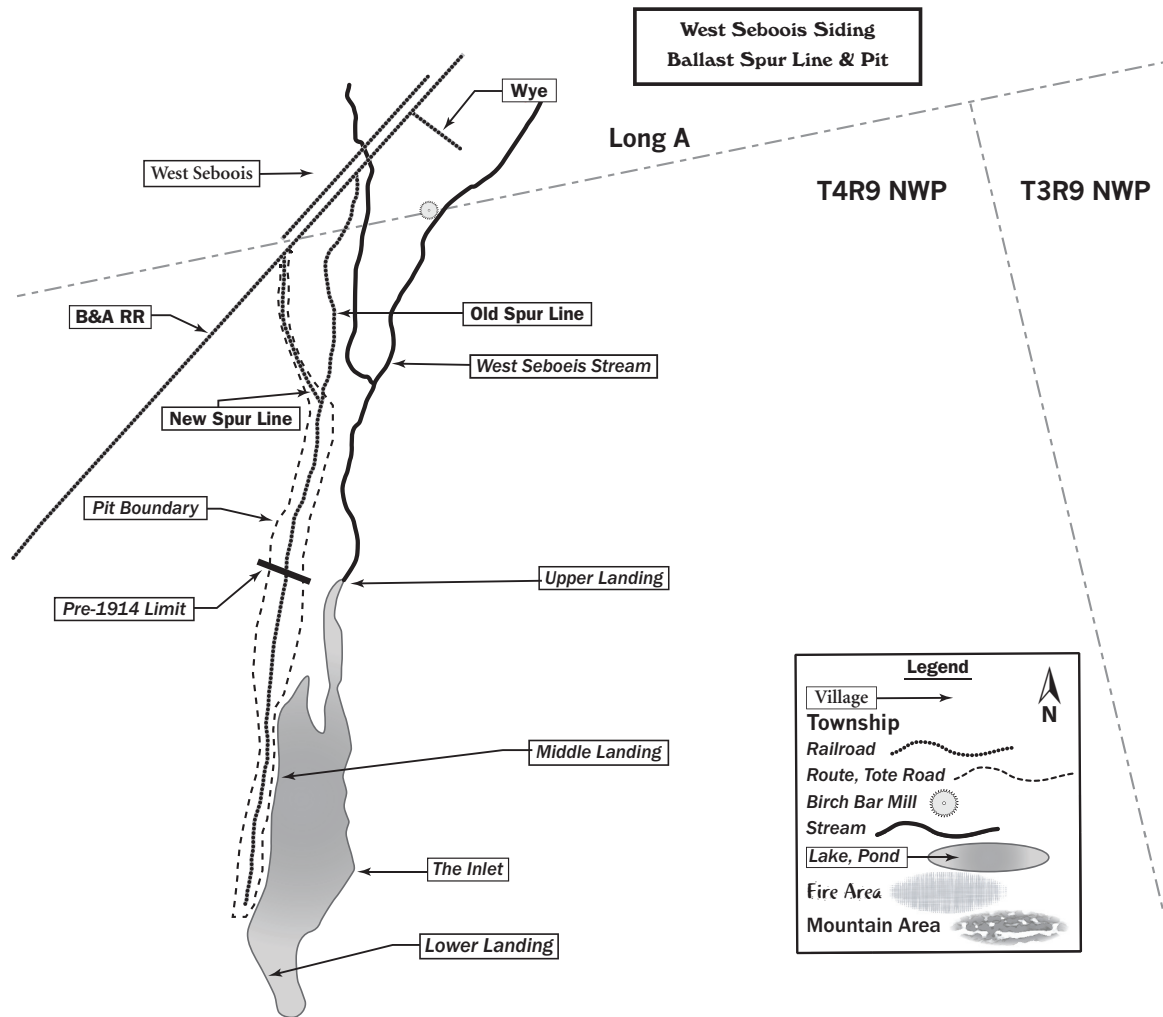 West Seboois Siding
Ballast Spur Line & Pit
Wye
Long A
West Seboois
T4R9 NWP
T3R9 NWP
B&A RR
Old Spur Line
West Seboeis Stream
New Spur Line
Pit Boundary
Upper Landing
Pre-1914 Limit
Middle Landing
The Inlet
Lower Landing
Legend
Village
N
Township
Railroad
Route, Tote Road
Birch Bar Mill
Stream
Lake, Pond
Fire Area
Mountain Area